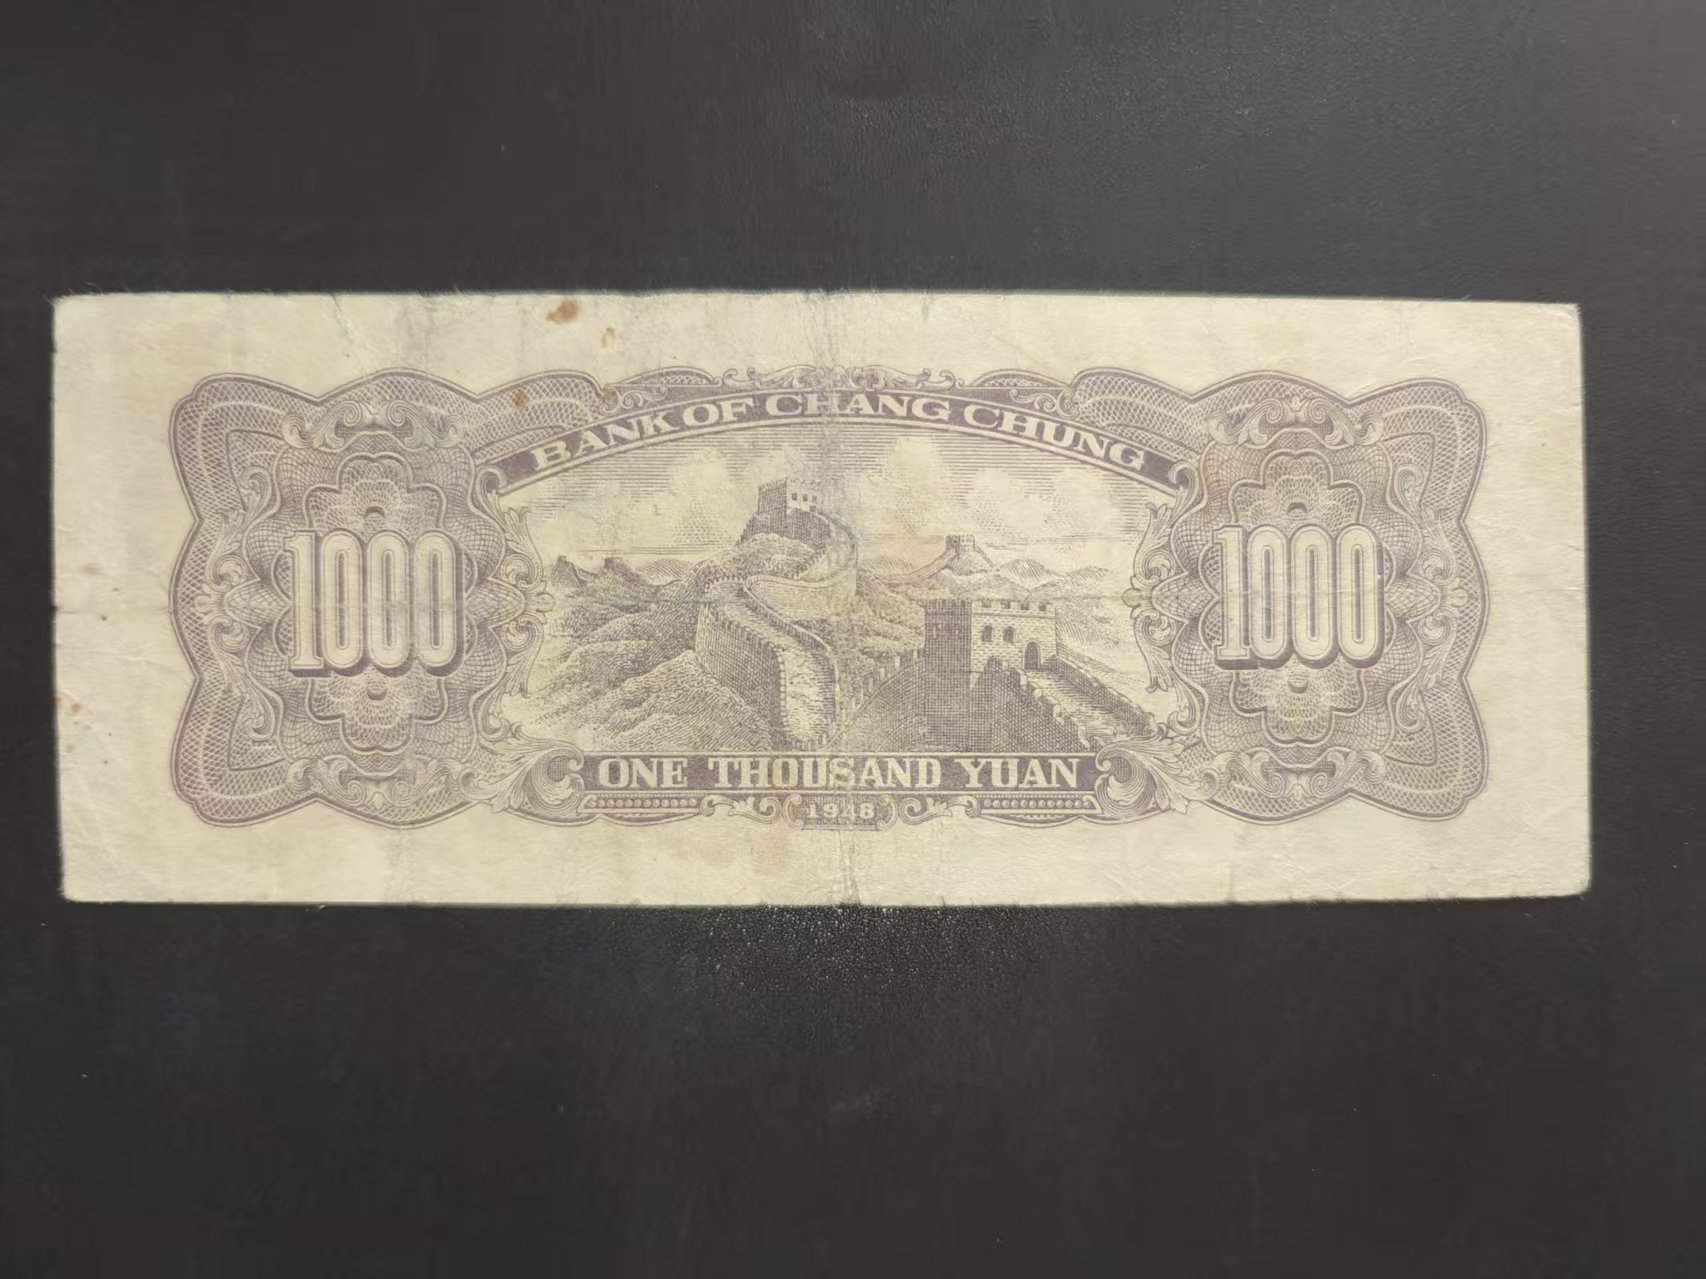 BANK OF CHANG CHUNG
1000 1000
ONE THOUSAND YUAN
1948